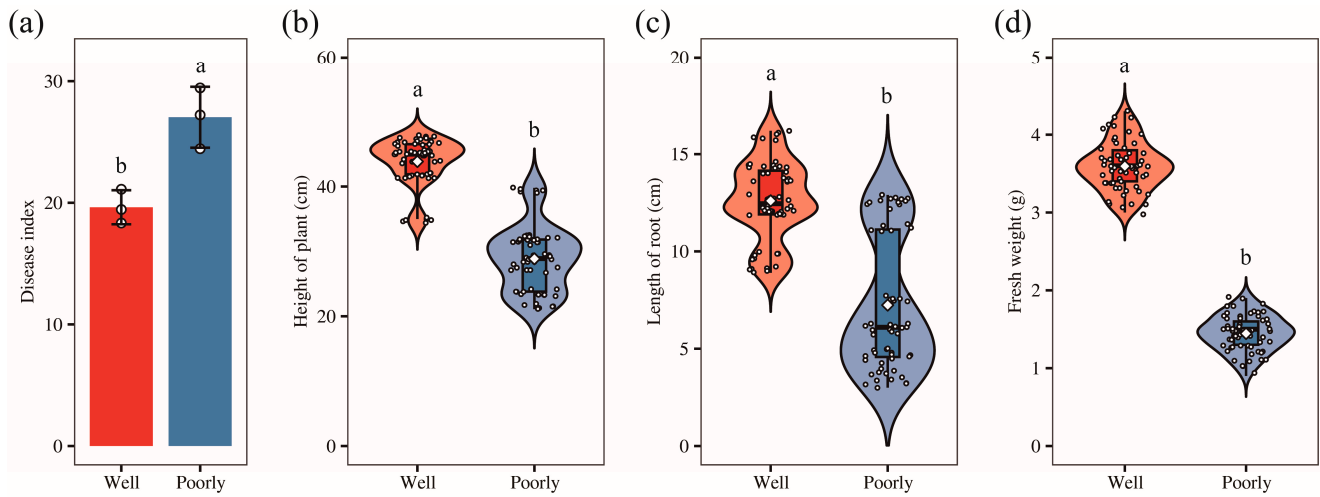 (a)
Disease index
30
20
10
0
b
a
Well
Poorly
(b)
Height of plant (cm)
60
40
20
0
a
b
Well
Poorly
(c)
Length of root (cm)
20
15
10
5
0
a
b
Well
Poorly
(d)
Fresh weight (g)
5
4
3
2
1
0
a
b
Well
Poorly